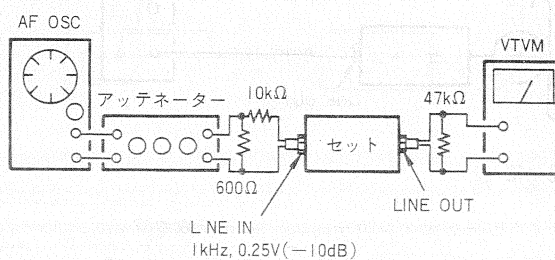 AF OSC
VTVM
アッテネーター
10kΩ
47kΩ
セット
600Ω
LINE OUT
L NE IN
1kHz, 0.25V(−10dB)